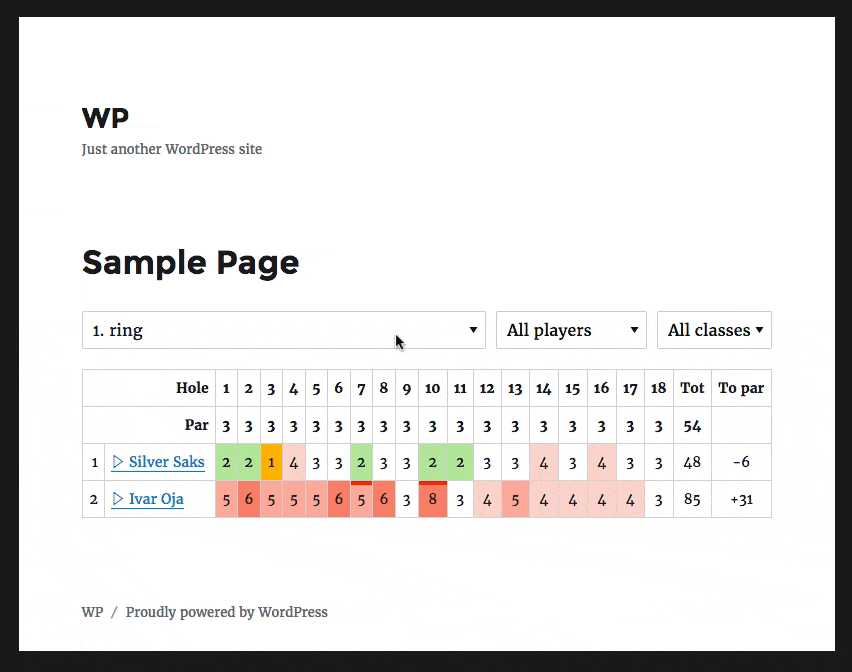 WP
Just another WordPress site
Sample Page
1. ring All players All classes
Hole 1 2 3 4 5 6 7 8 9 10 11 12 13 14 15 16 17 18 Tot To par
Par 3 3 3 3 3 3 3 3 3 3 3 3 3 3 3 3 3 3 54
1 Silver Saks 2 2 1 4 3 3 2 3 3 2 2 3 3 4 3 4 3 3 48 -6
2 Ivar Oja 5 6 5 5 5 6 5 6 3 8 3 4 5 4 4 4 4 3 85 +31
WP / Proudly powered by WordPress